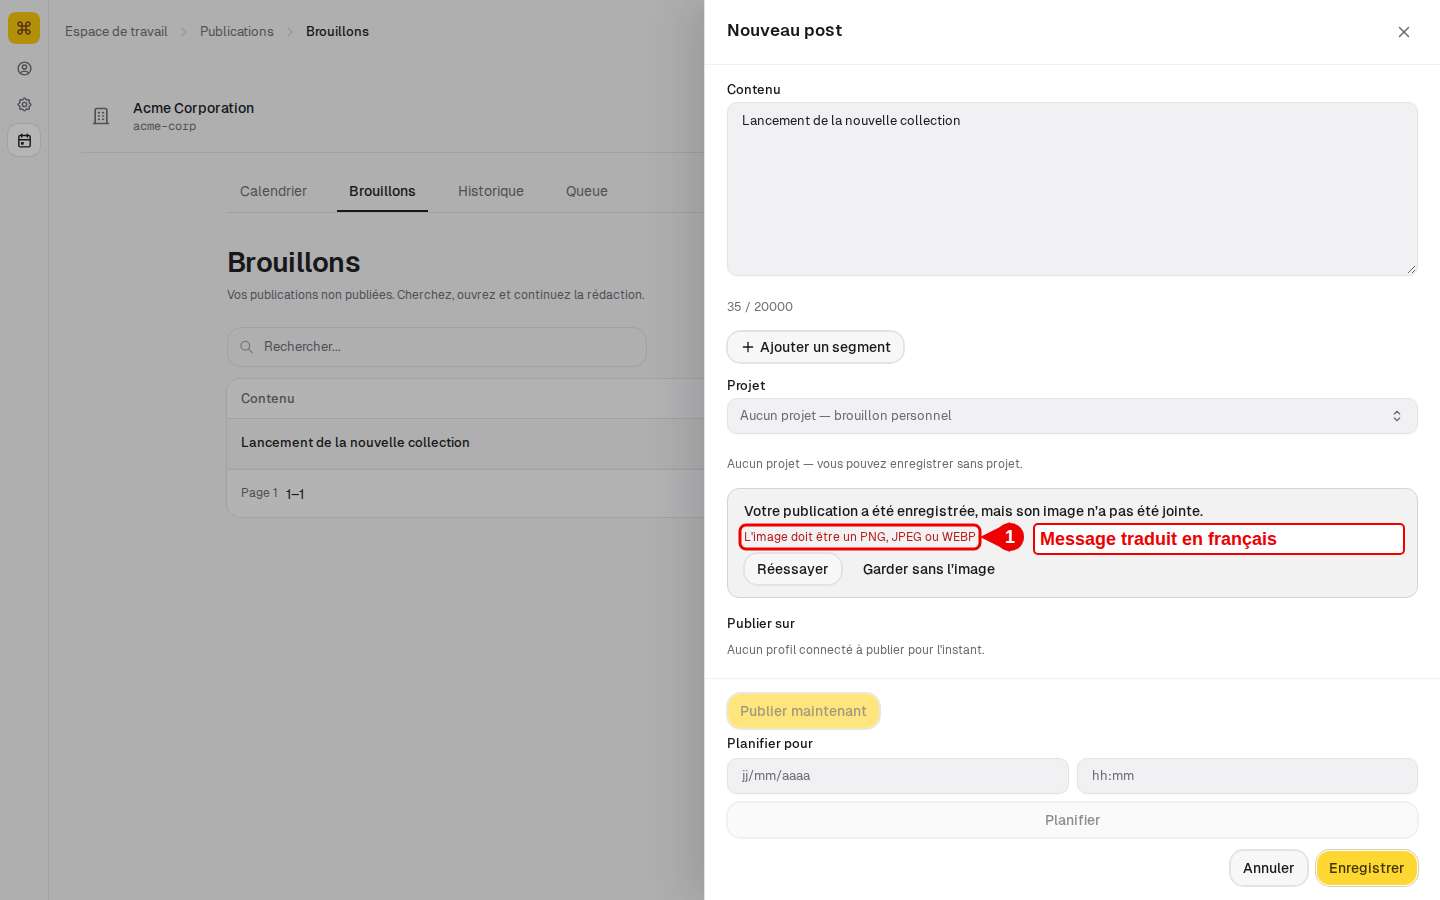 Espace de travail > Publications > Brouillons
Acme Corporation
acme-corp
Calendrier Brouillons Historique Queue
Brouillons
Vos publications non publiées. Cherchez, ouvrez et continuez la rédaction.
Rechercher...
Contenu
Lancement de la nouvelle collection
Page 1 1–1
Nouveau post
Contenu
Lancement de la nouvelle collection
35 / 20000
Ajouter un segment
Projet
Aucun projet — brouillon personnel
Aucun projet — vous pouvez enregistrer sans projet.
Votre publication a été enregistrée, mais son image n'a pas été jointe.
L'image doit être un PNG, JPEG ou WEBP
1
Message traduit en français
Réessayer Garder sans l'image
Publier sur
Aucun profil connecté à publier pour l'instant.
Publier maintenant
Planifier pour
jj/mm/aaaa hh:mm
Planifier
Annuler Enregistrer